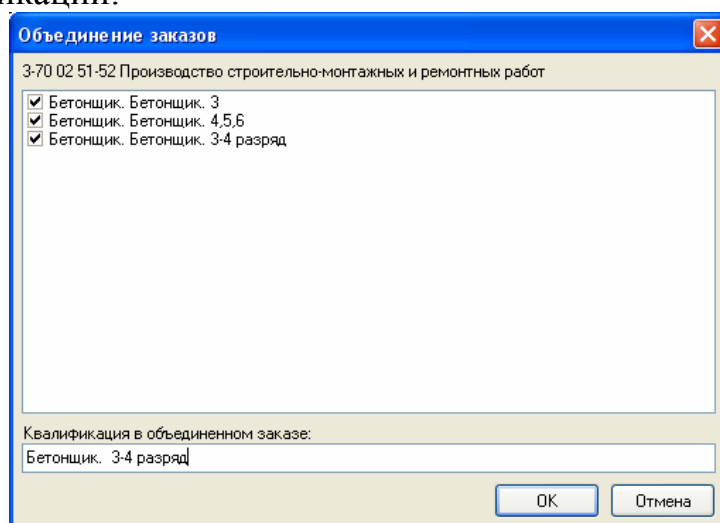 Объединение заказов
3-70 02 51-52 Производство строительно-монтажных и ремонтных работ
Бетонщик. Бетонщик. 3
Бетонщик. Бетонщик. 4,5,6
Бетонщик. Бетонщик. 3-4 разряд
Квалификация в объединенном заказе:
Бетонщик. 3-4 разряд
OK
Отмена